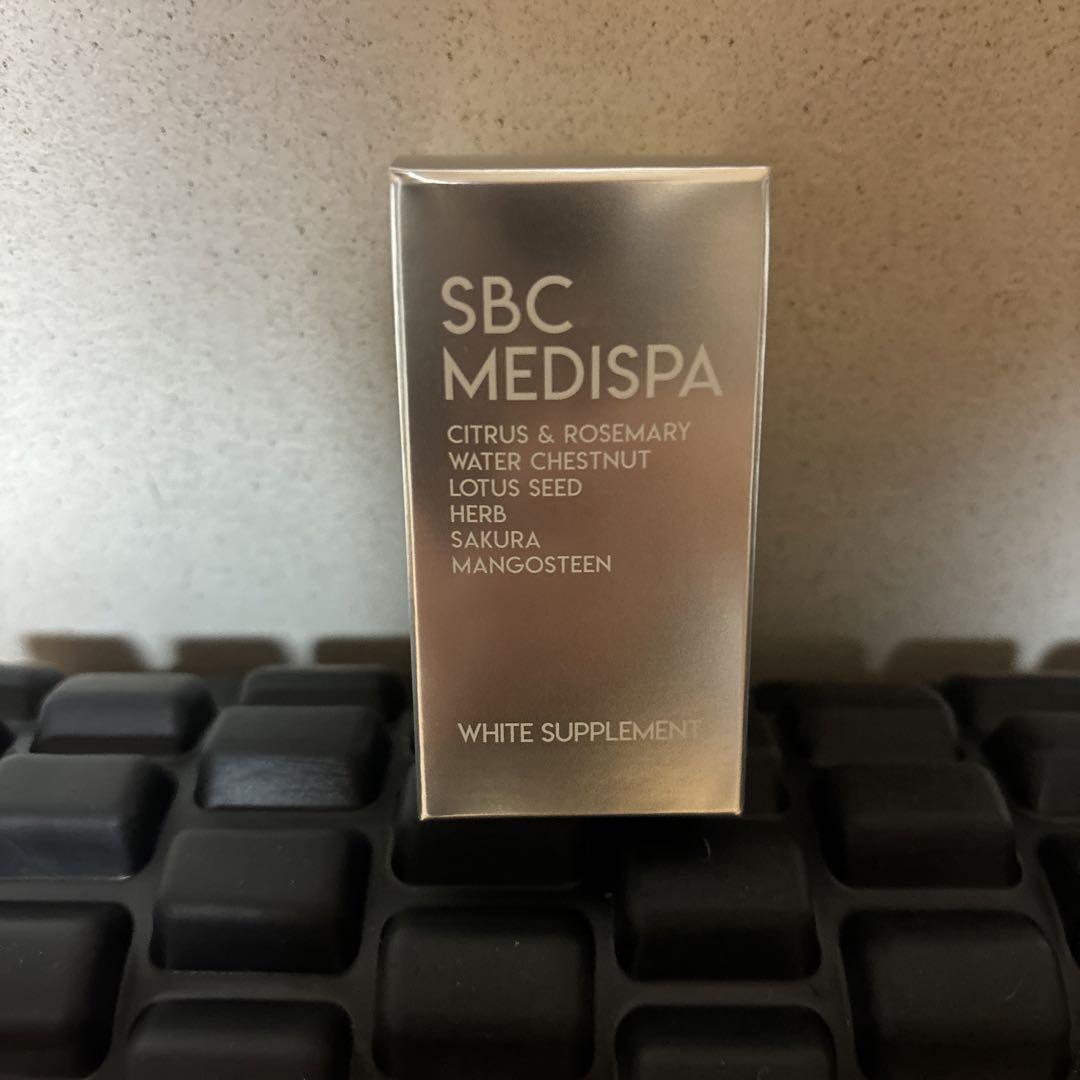 SBC
MEDISPA
CITRUS & ROSEMARY
WATER CHESTNUT
LOTUS SEED
HERB
SAKURA
MANGOSTEEN
WHITE SUPPLEMENT